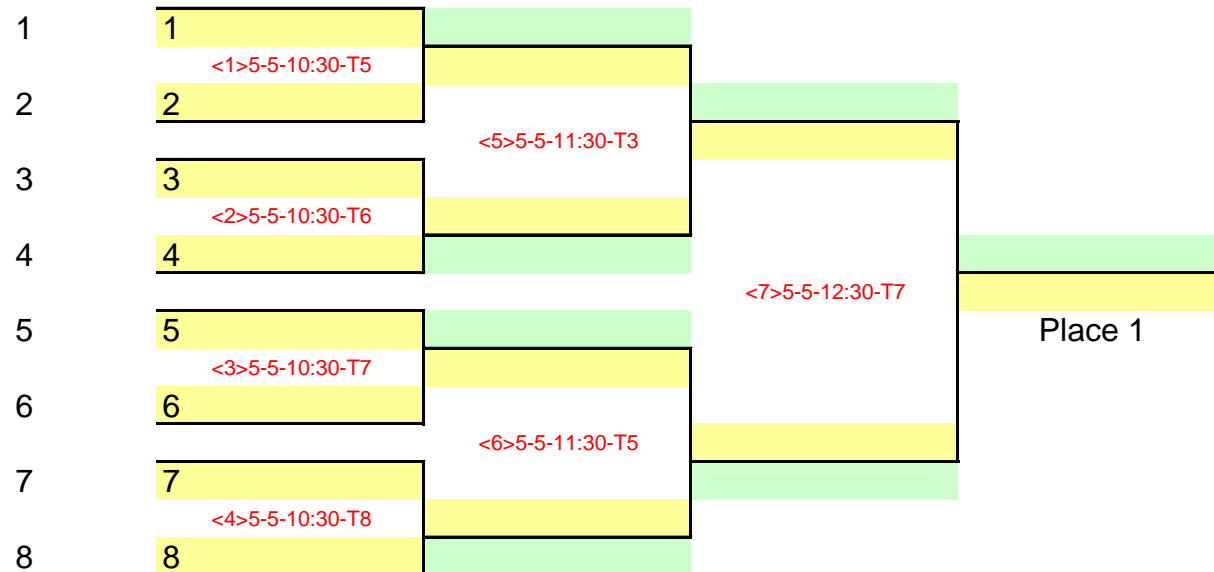 1 1
<1>5-5-10:30-T5
2 2
<5>5-5-11:30-T3
3 3
<2>5-5-10:30-T6
4 4
<7>5-5-12:30-T7
5 5 Place 1
<3>5-5-10:30-T7
6 6
<6>5-5-11:30-T5
7 7
<4>5-5-10:30-T8
8 8